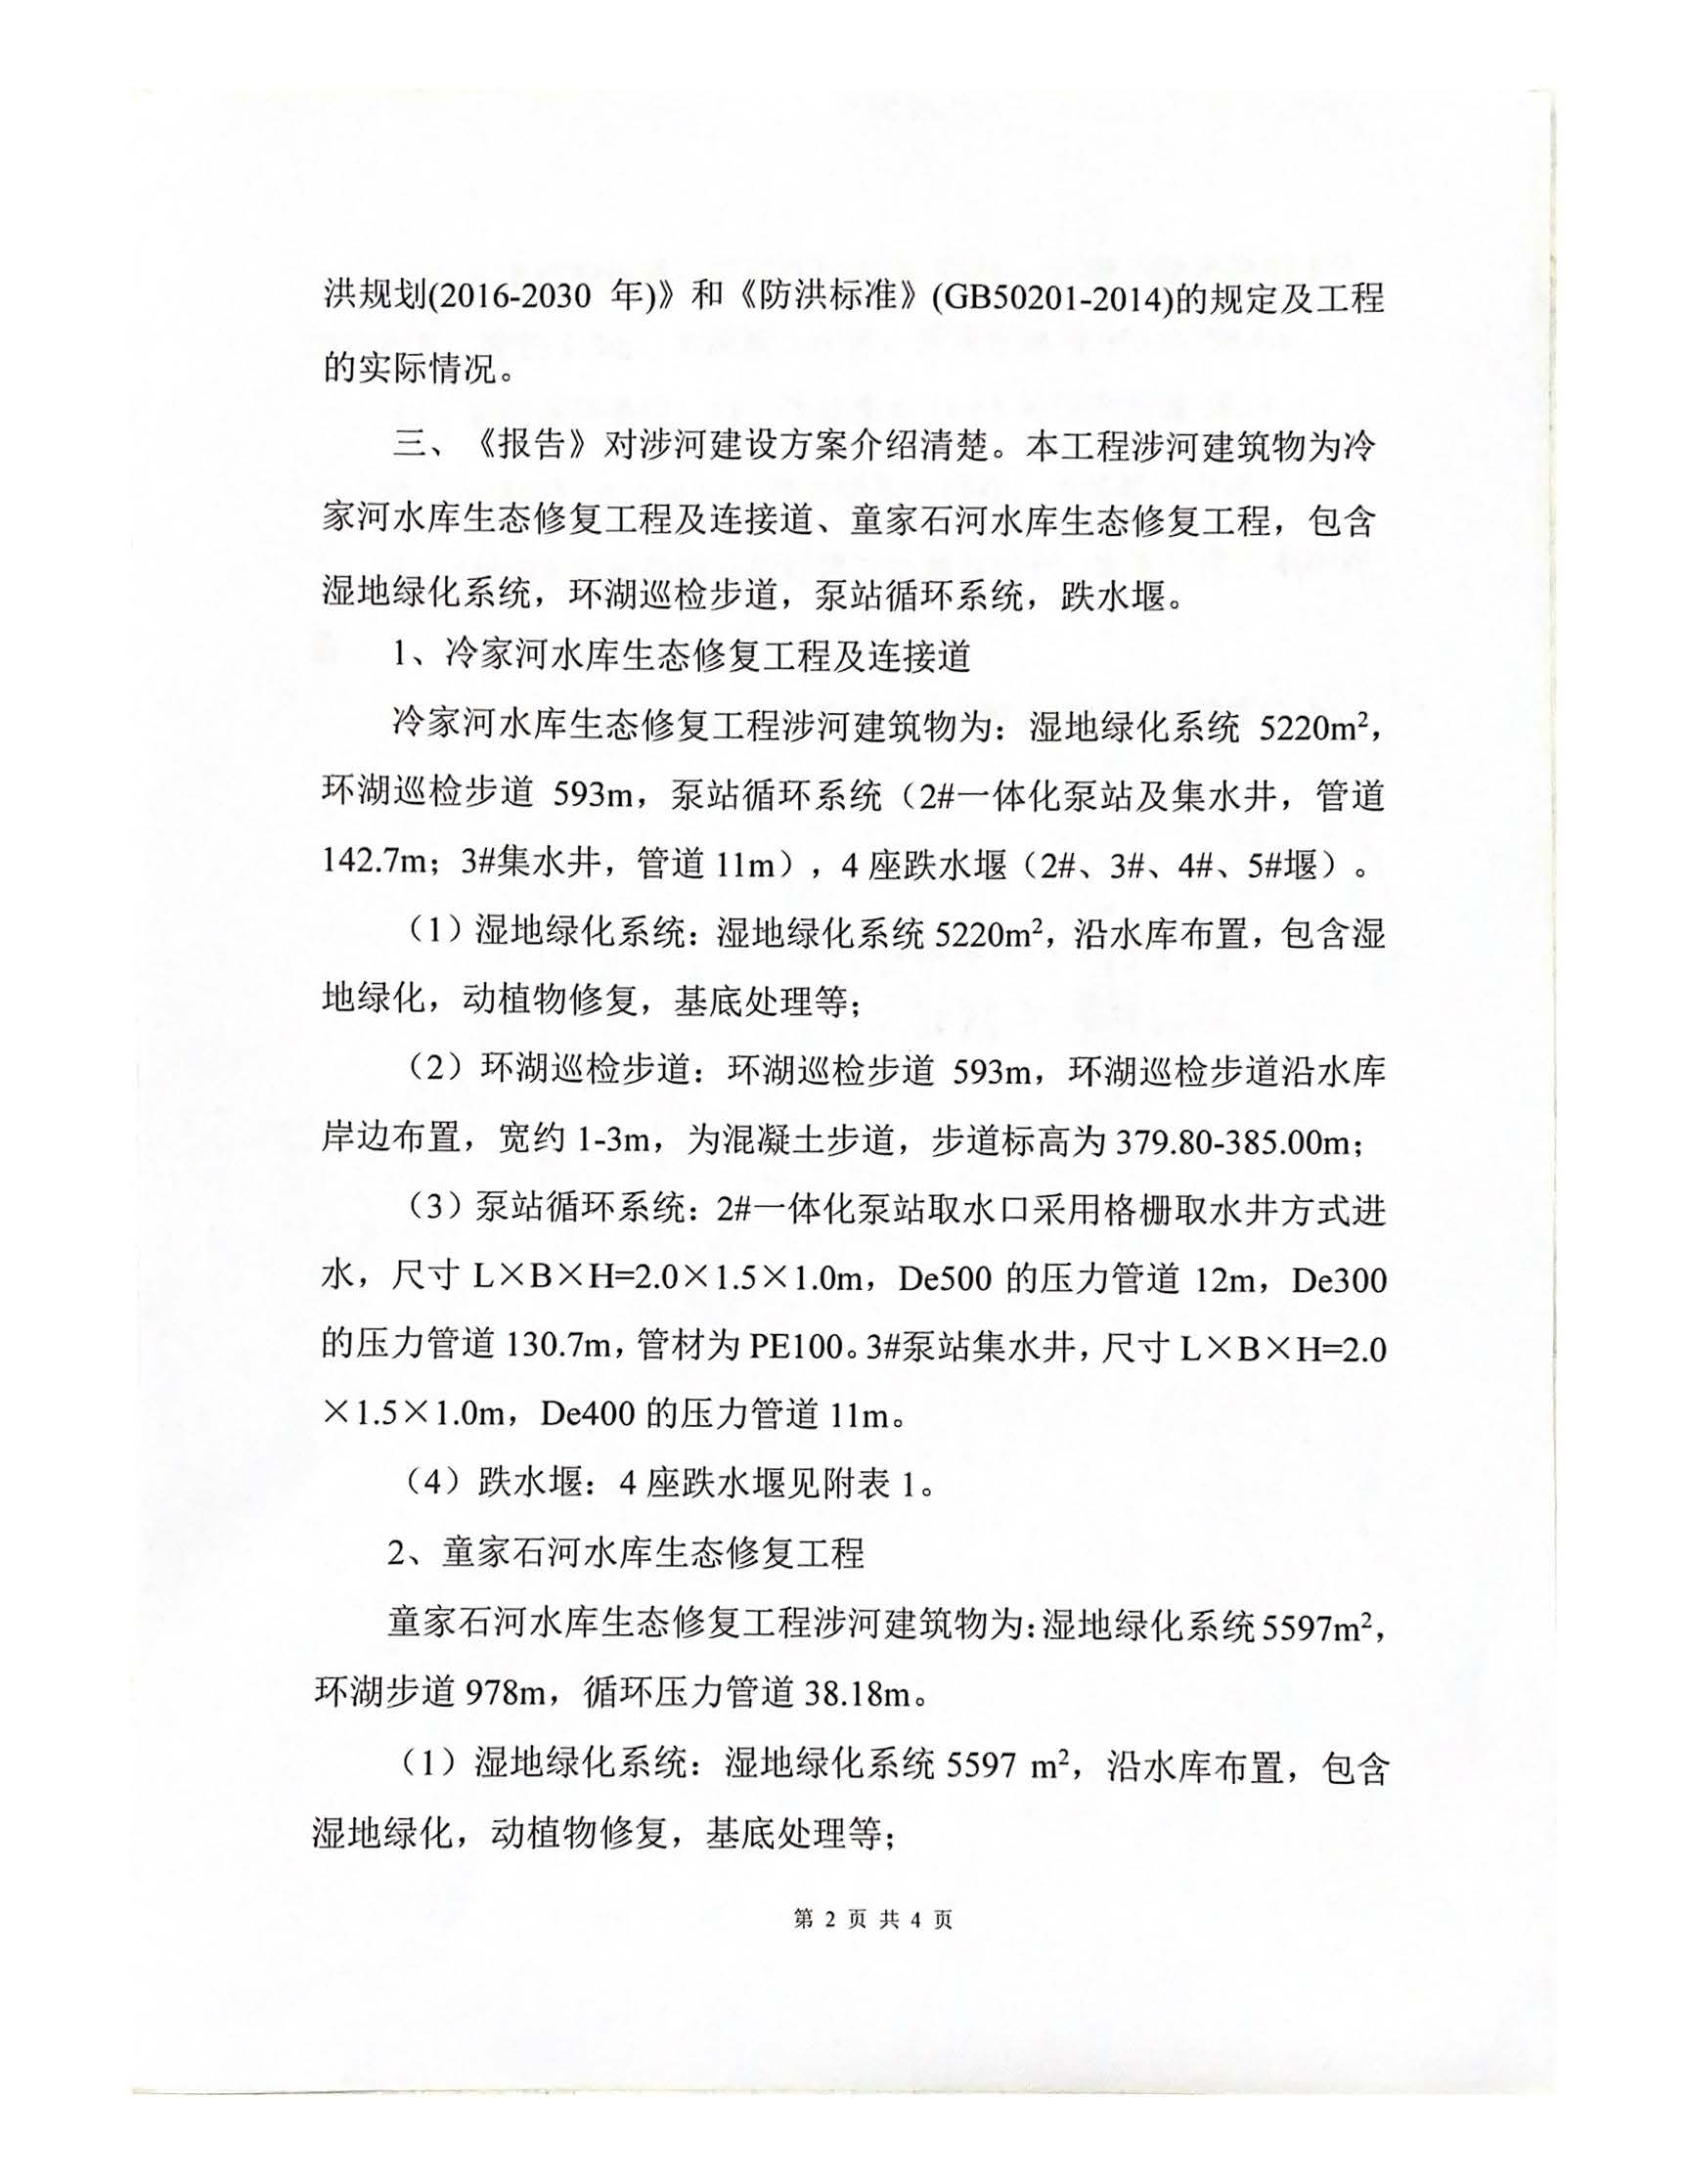 洪规划(2016-2030 年)》和《防洪标准》(GB50201-2014)的规定及工程
的实际情况。
三、《报告》对涉河建设方案介绍清楚。本工程涉河建筑物为冷
家河水库生态修复工程及连接道、童家石河水库生态修复工程，包含
湿地绿化系统，环湖巡检步道，泵站循环系统，跌水堰。
1、冷家河水库生态修复工程及连接道
冷家河水库生态修复工程涉河建筑物为：湿地绿化系统 5220m²，
环湖巡检步道 593m，泵站循环系统（2#一体化泵站及集水井，管道
142.7m；3#集水井，管道 11m），4 座跌水堰（2#、3#、4#、5#堰）。
（1）湿地绿化系统：湿地绿化系统 5220m²，沿水库布置，包含湿
地绿化，动植物修复，基底处理等；
（2）环湖巡检步道：环湖巡检步道 593m，环湖巡检步道沿水库
岸边布置，宽约 1-3m，为混凝土步道，步道标高为 379.80-385.00m；
（3）泵站循环系统：2#一体化泵站取水口采用格栅取水井方式进
水，尺寸 L×B×H=2.0×1.5×1.0m，De500 的压力管道 12m，De300
的压力管道 130.7m，管材为 PE100。3#泵站集水井，尺寸 L×B×H=2.0
×1.5×1.0m，De400 的压力管道 11m。
（4）跌水堰：4 座跌水堰见附表 1。
2、童家石河水库生态修复工程
童家石河水库生态修复工程涉河建筑物为：湿地绿化系统 5597m²，
环湖步道 978m，循环压力管道 38.18m。
（1）湿地绿化系统：湿地绿化系统 5597 m²，沿水库布置，包含
湿地绿化，动植物修复，基底处理等；
第 2 页 共 4 页